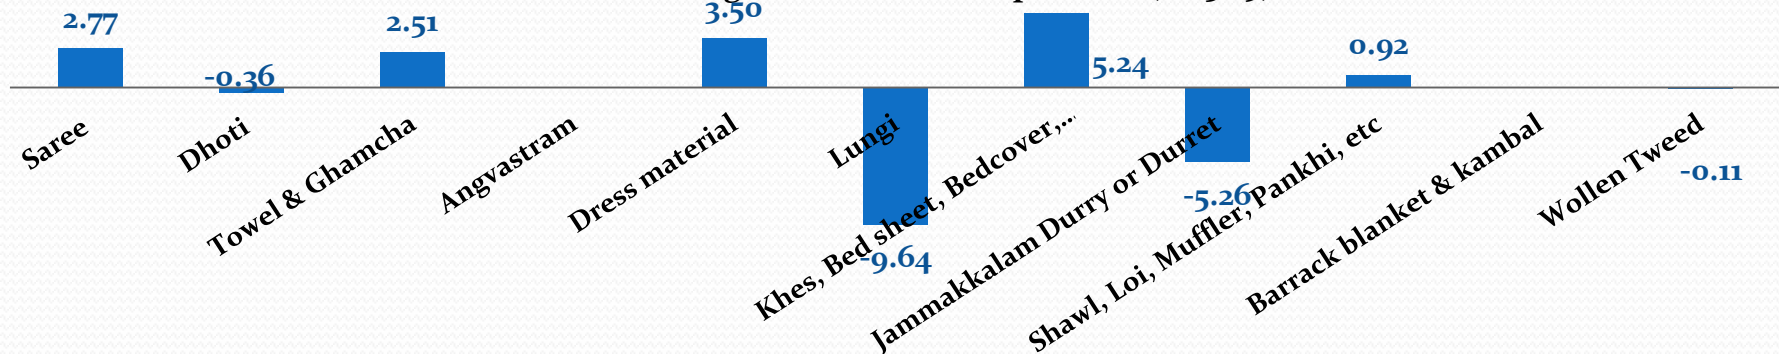 2.77
-0.36
2.51
3.50
5.24
0.92
-9.64
-5.26
-0.11
Saree
Dhoti
Towel & Ghamcha
Angvastram
Dress material
Lungi
Khes, Bed sheet, Bedcover,...
Jammakkalam Durry or Durret
Shawl, Loi, Muffler, Pankhi, etc
Barrack blanket & kambal
Wollen Tweed